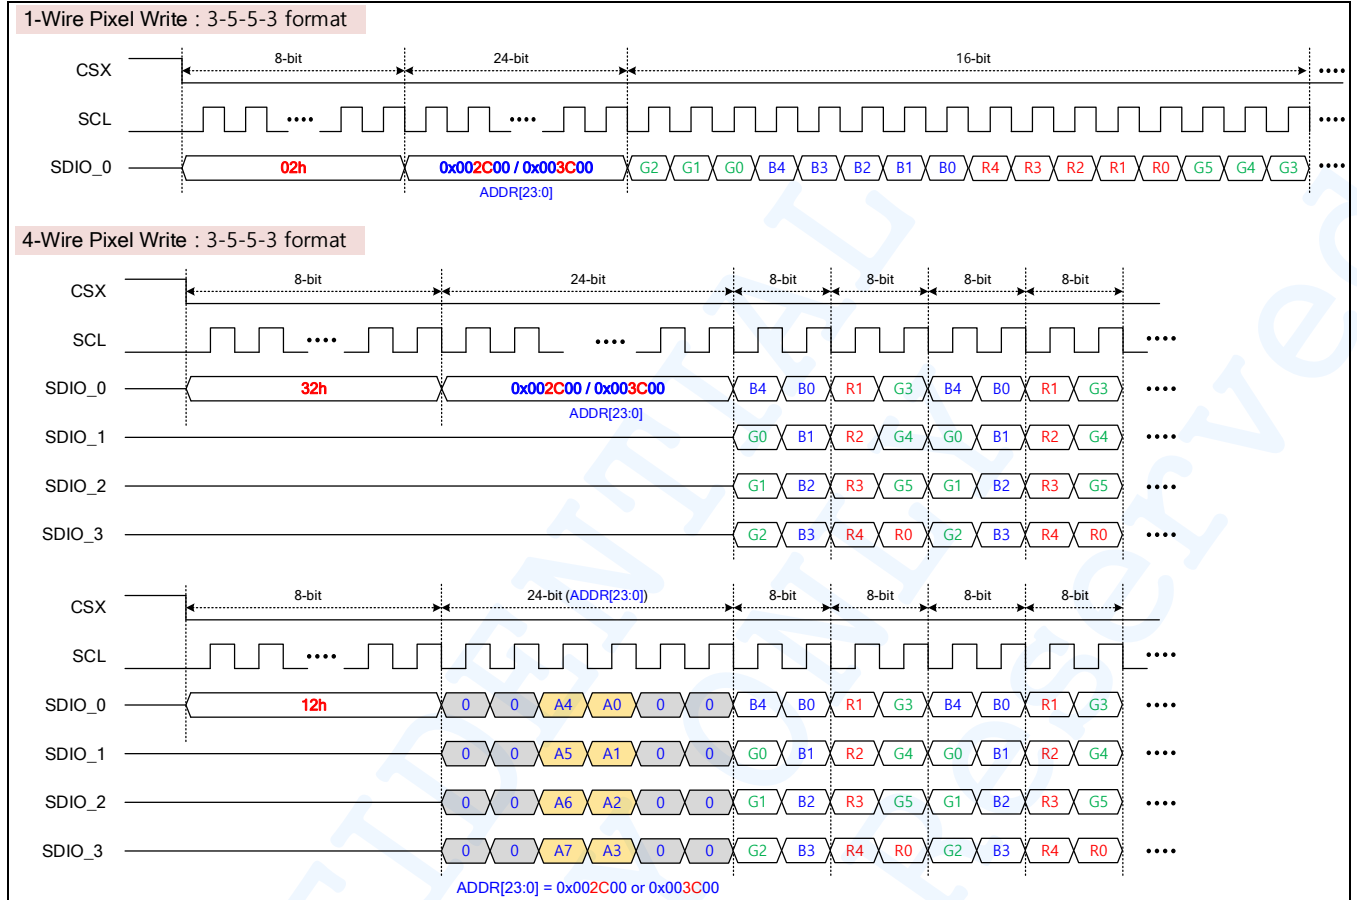 1-Wire Pixel Write : 3-5-5-3 format
8-bit 24-bit 16-bit
CSX ••••
SCL •••• •••• ••••
SDIO_0 02h 0x002C00 / 0x003C00 G2 G1 G0 B4 B3 B2 B1 B0 R4 R3 R2 R1 R0 G5 G4 G3 ••••
ADDR[23:0]
4-Wire Pixel Write : 3-5-5-3 format
8-bit 24-bit 8-bit 8-bit 8-bit 8-bit
CSX
SCL •••• •••• ••••
SDIO_0 32h 0x002C00 / 0x003C00 B4 B0 R1 G3 B4 B0 R1 G3 ••••
ADDR[23:0]
SDIO_1 G0 B1 R2 G4 G0 B1 R2 G4 ••••
SDIO_2 G1 B2 R3 G5 G1 B2 R3 G5 ••••
SDIO_3 G2 B3 R4 R0 G2 B3 R4 R0 ••••
8-bit 24-bit (ADDR[23:0]) 8-bit 8-bit 8-bit 8-bit
CSX
SCL •••• ••••
SDIO_0 12h 0 0 A4 A0 0 0 B4 B0 R1 G3 B4 B0 R1 G3 ••••
SDIO_1 0 0 A5 A1 0 0 G0 B1 R2 G4 G0 B1 R2 G4 ••••
SDIO_2 0 0 A6 A2 0 0 G1 B2 R3 G5 G1 B2 R3 G5 ••••
SDIO_3 0 0 A7 A3 0 0 G2 B3 R4 R0 G2 B3 R4 R0 ••••
ADDR[23:0] = 0x002C00 or 0x003C00